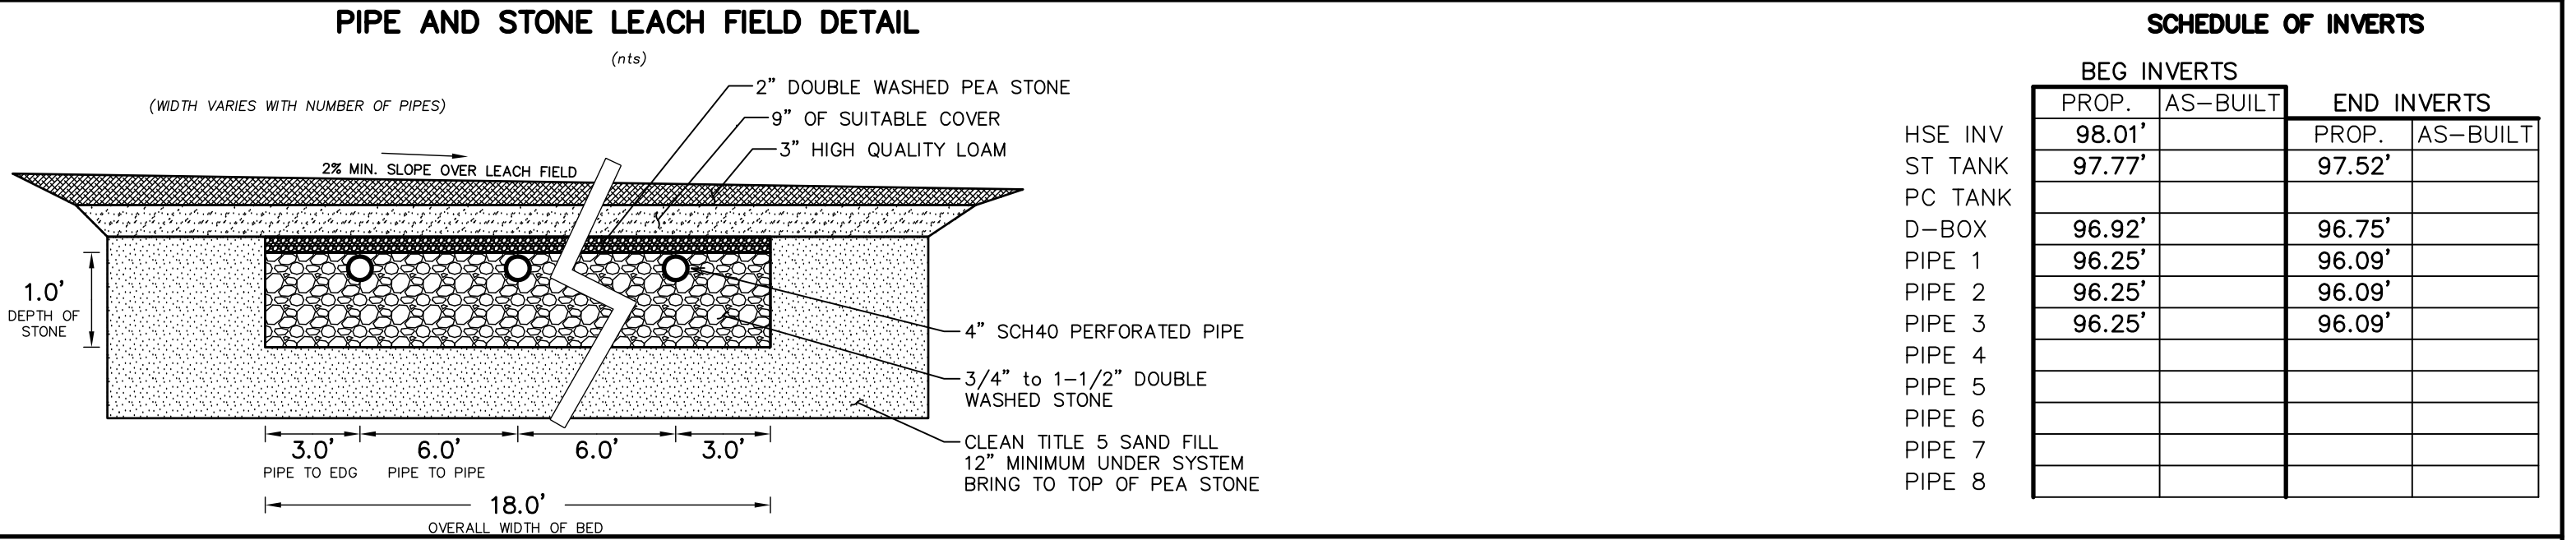 PIPE AND STONE LEACH FIELD DETAIL
(nts)
(WIDTH VARIES WITH NUMBER OF PIPES)
2" DOUBLE WASHED PEA STONE
9" OF SUITABLE COVER
3" HIGH QUALITY LOAM
2% MIN. SLOPE OVER LEACH FIELD
1.0'
DEPTH OF
STONE
4" SCH40 PERFORATED PIPE
3/4" to 1-1/2" DOUBLE
WASHED STONE
CLEAN TITLE 5 SAND FILL
12" MINIMUM UNDER SYSTEM
BRING TO TOP OF PEA STONE
3.0' 6.0' 6.0' 3.0'
PIPE TO EDG PIPE TO PIPE
18.0'
OVERALL WIDTH OF BED
SCHEDULE OF INVERTS
BEG INVERTS
PROP. AS-BUILT END INVERTS
HSE INV 98.01' PROP. AS-BUILT
ST TANK 97.77' 97.52'
PC TANK
D-BOX 96.92' 96.75'
PIPE 1 96.25' 96.09'
PIPE 2 96.25' 96.09'
PIPE 3 96.25' 96.09'
PIPE 4
PIPE 5
PIPE 6
PIPE 7
PIPE 8